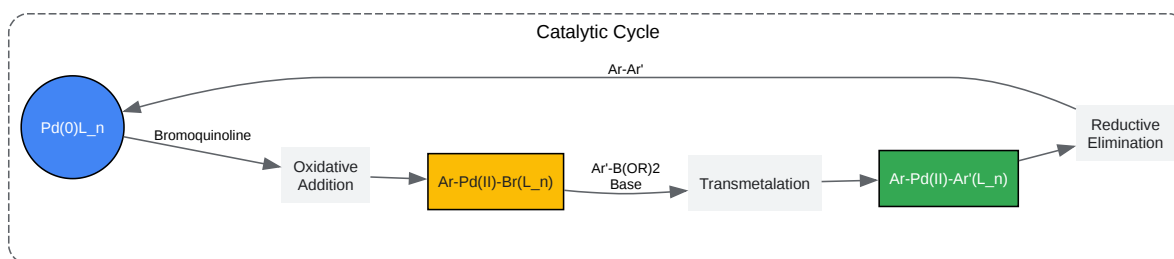 Catalytic Cycle
Ar-Ar'
Pd(0)L_n
Bromoquinoline
Oxidative
Addition
Ar-Pd(II)-Br(L_n)
Ar'-B(OR)2
Base
Transmetalation
Ar-Pd(II)-Ar'(L_n)
Reductive
Elimination